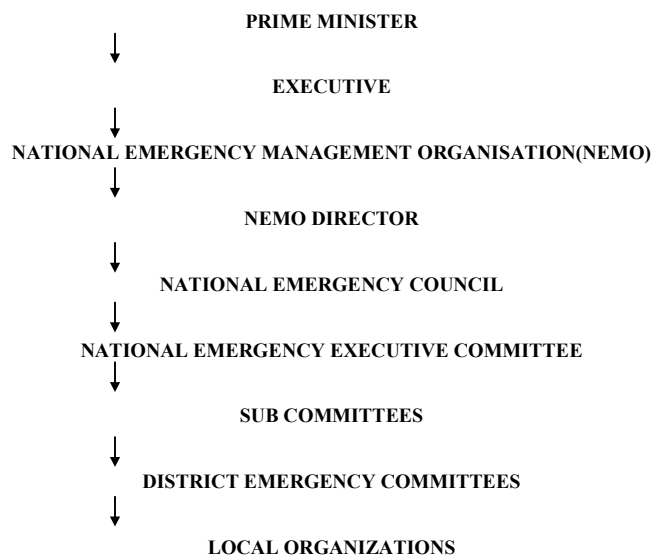 PRIME MINISTER
EXECUTIVE
NATIONAL EMERGENCY MANAGEMENT ORGANISATION(NEMO)
NEMO DIRECTOR
NATIONAL EMERGENCY COUNCIL
NATIONAL EMERGENCY EXECUTIVE COMMITTEE
SUB COMMITTEES
DISTRICT EMERGENCY COMMITTEES
LOCAL ORGANIZATIONS